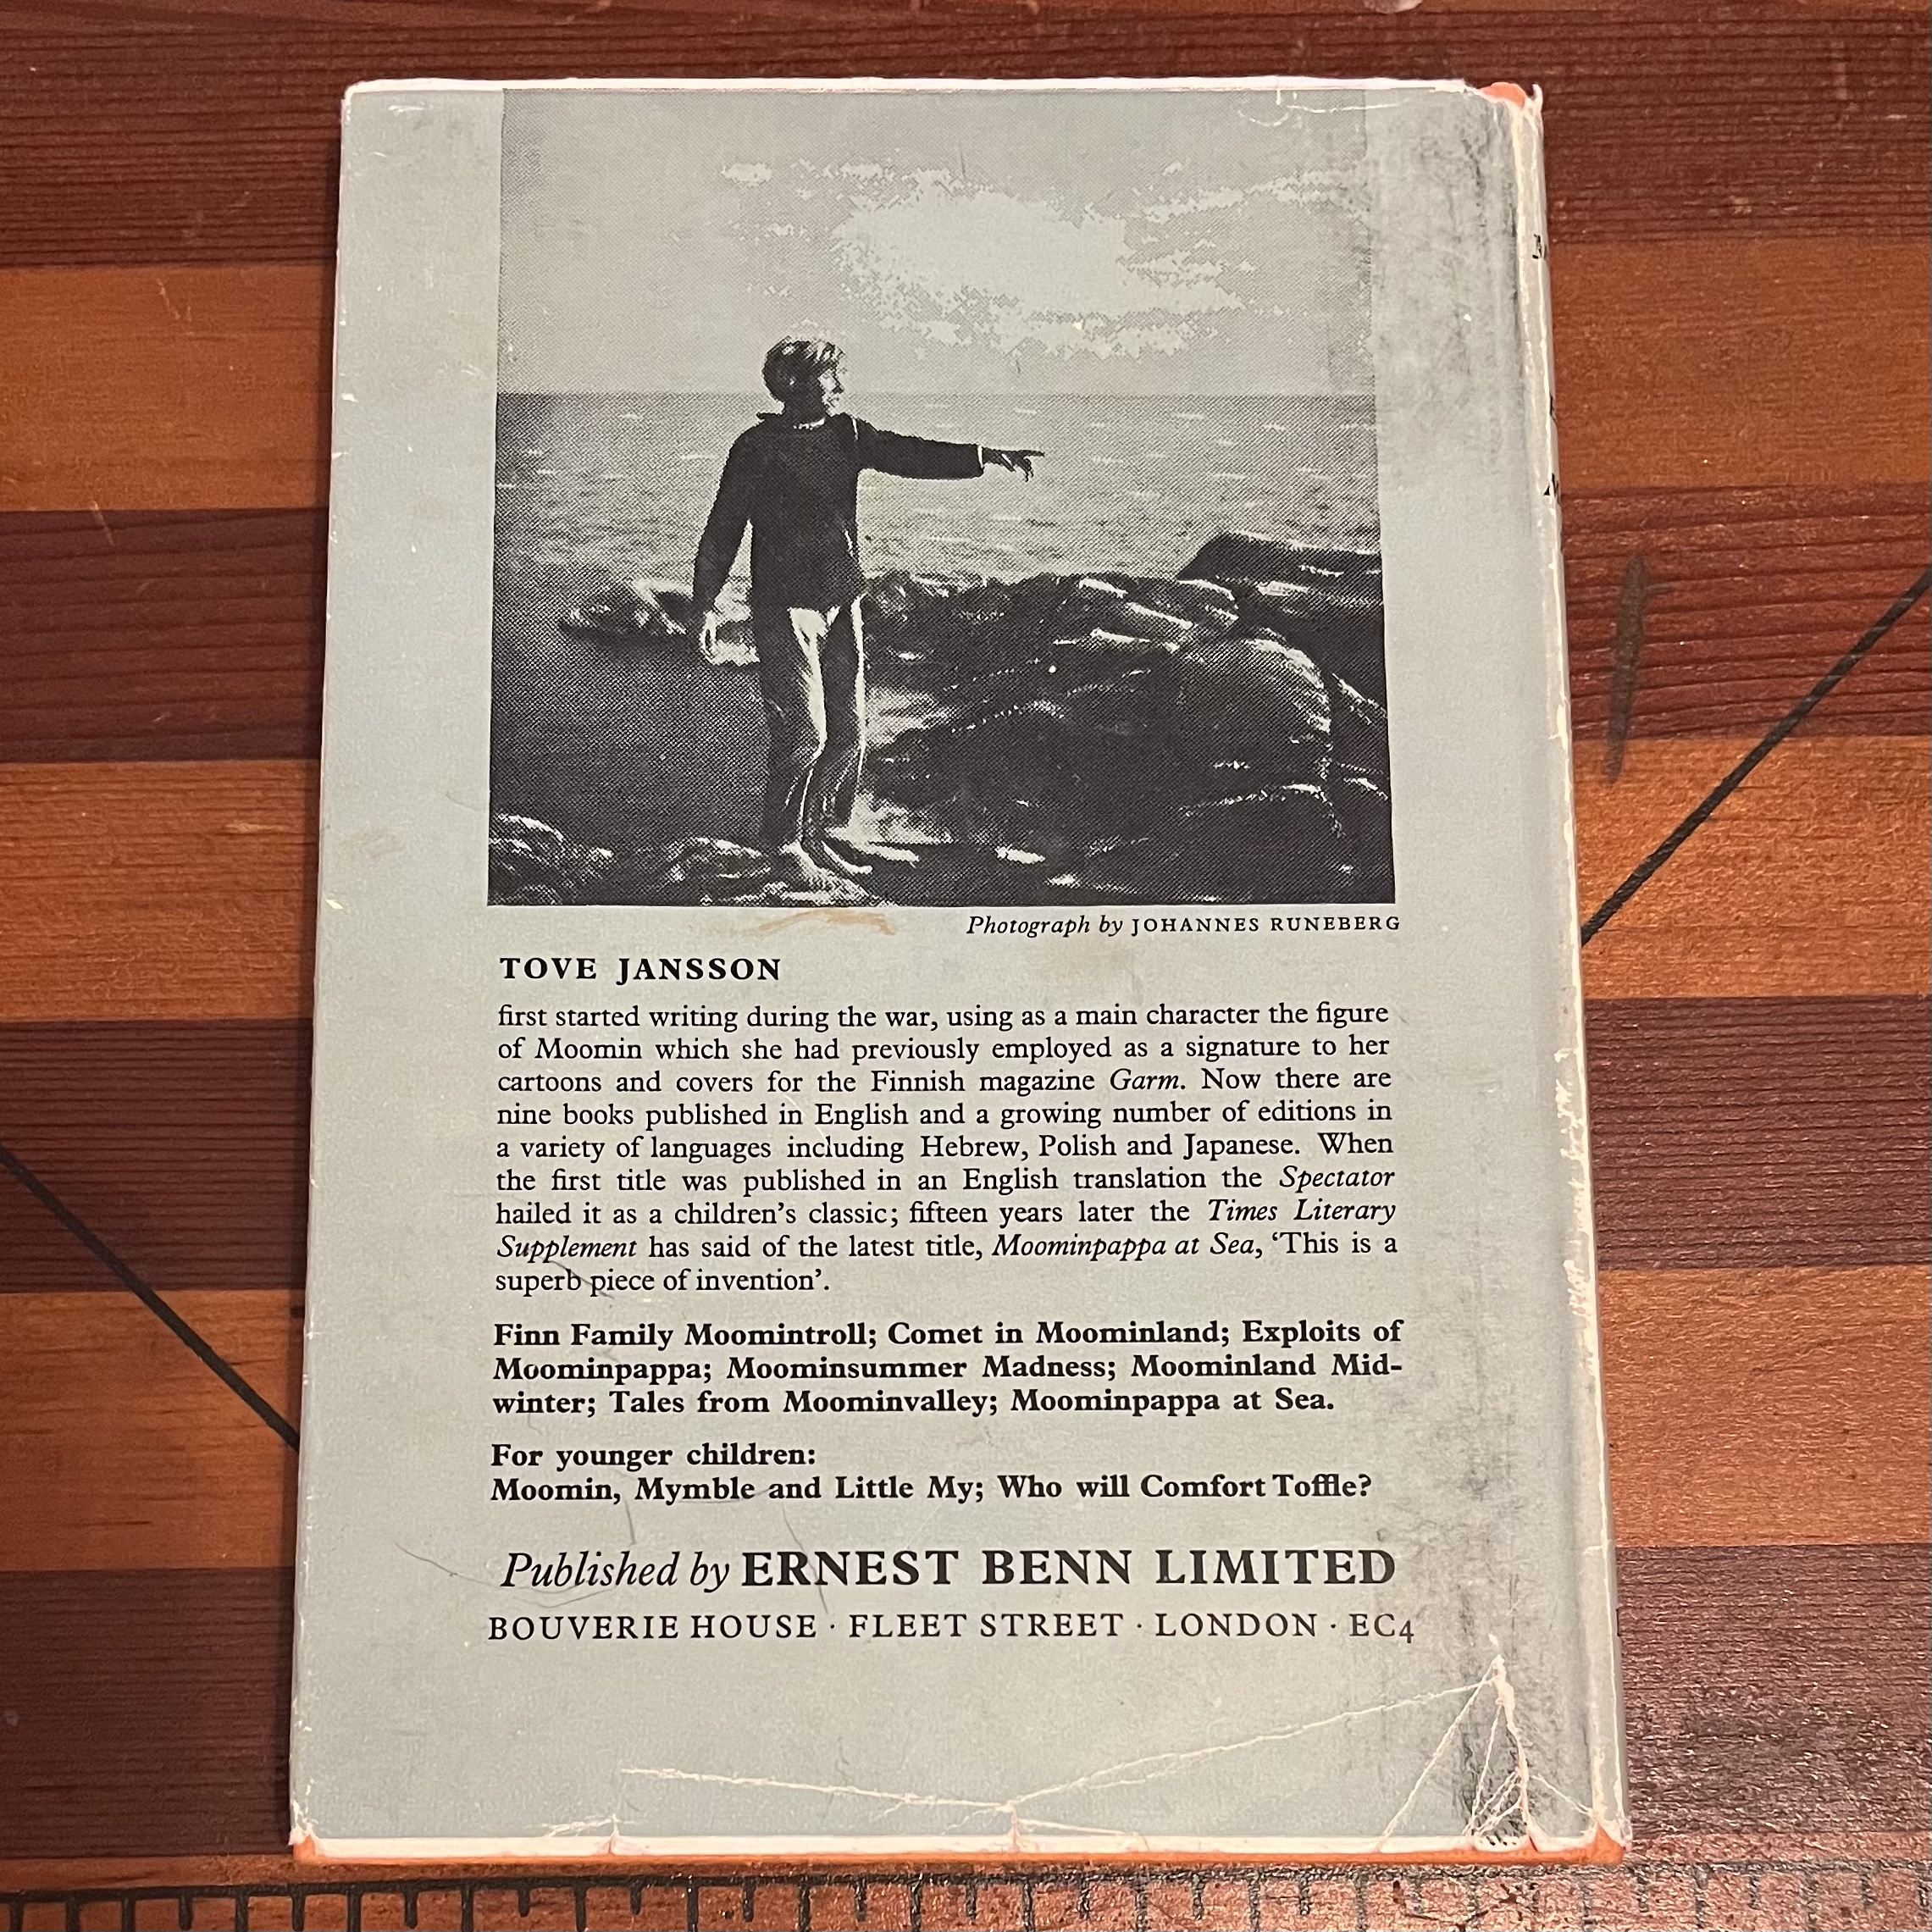 Photograph by JOHANNES RUNEBERG
TOVE JANSSON
first started writing during the war, using as a main character the figure
of Moomin which she had previously employed as a signature to her
cartoons and covers for the Finnish magazine Garm. Now there are
nine books published in English and a growing number of editions in
a variety of languages including Hebrew, Polish and Japanese. When
the first title was published in an English translation the Spectator
hailed it as a children's classic; fifteen years later the Times Literary
Supplement has said of the latest title, Moominpappa at Sea, 'This is a
superb piece of invention'.
Finn Family Moomintroll; Comet in Moominland; Exploits of
Moominpappa; Moominsummer Madness; Moominland Mid-
winter; Tales from Moominvalley; Moominpappa at Sea.
For younger children:
Moomin, Mymble and Little My; Who will Comfort Toffle?
Published by ERNEST BENN LIMITED
BOUVERIE HOUSE · FLEET STREET · LONDON · EC4